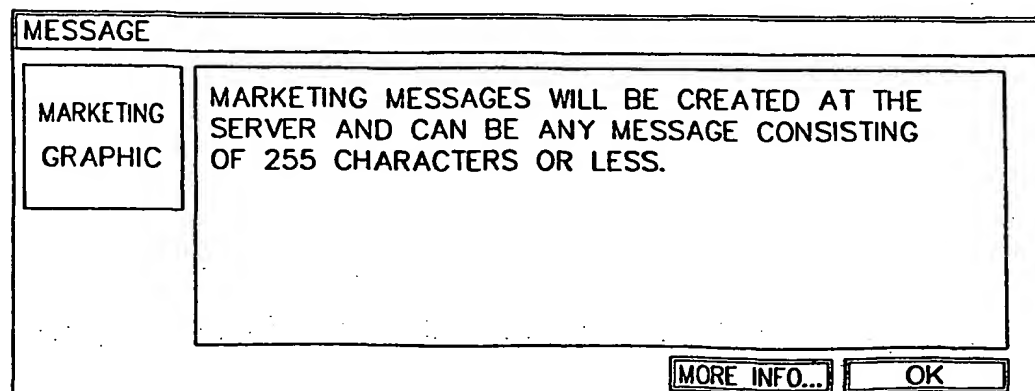 MESSAGE
MARKETING
GRAPHIC
MARKETING MESSAGES WILL BE CREATED AT THE
SERVER AND CAN BE ANY MESSAGE CONSISTING
OF 255 CHARACTERS OR LESS.
MORE INFO...
OK